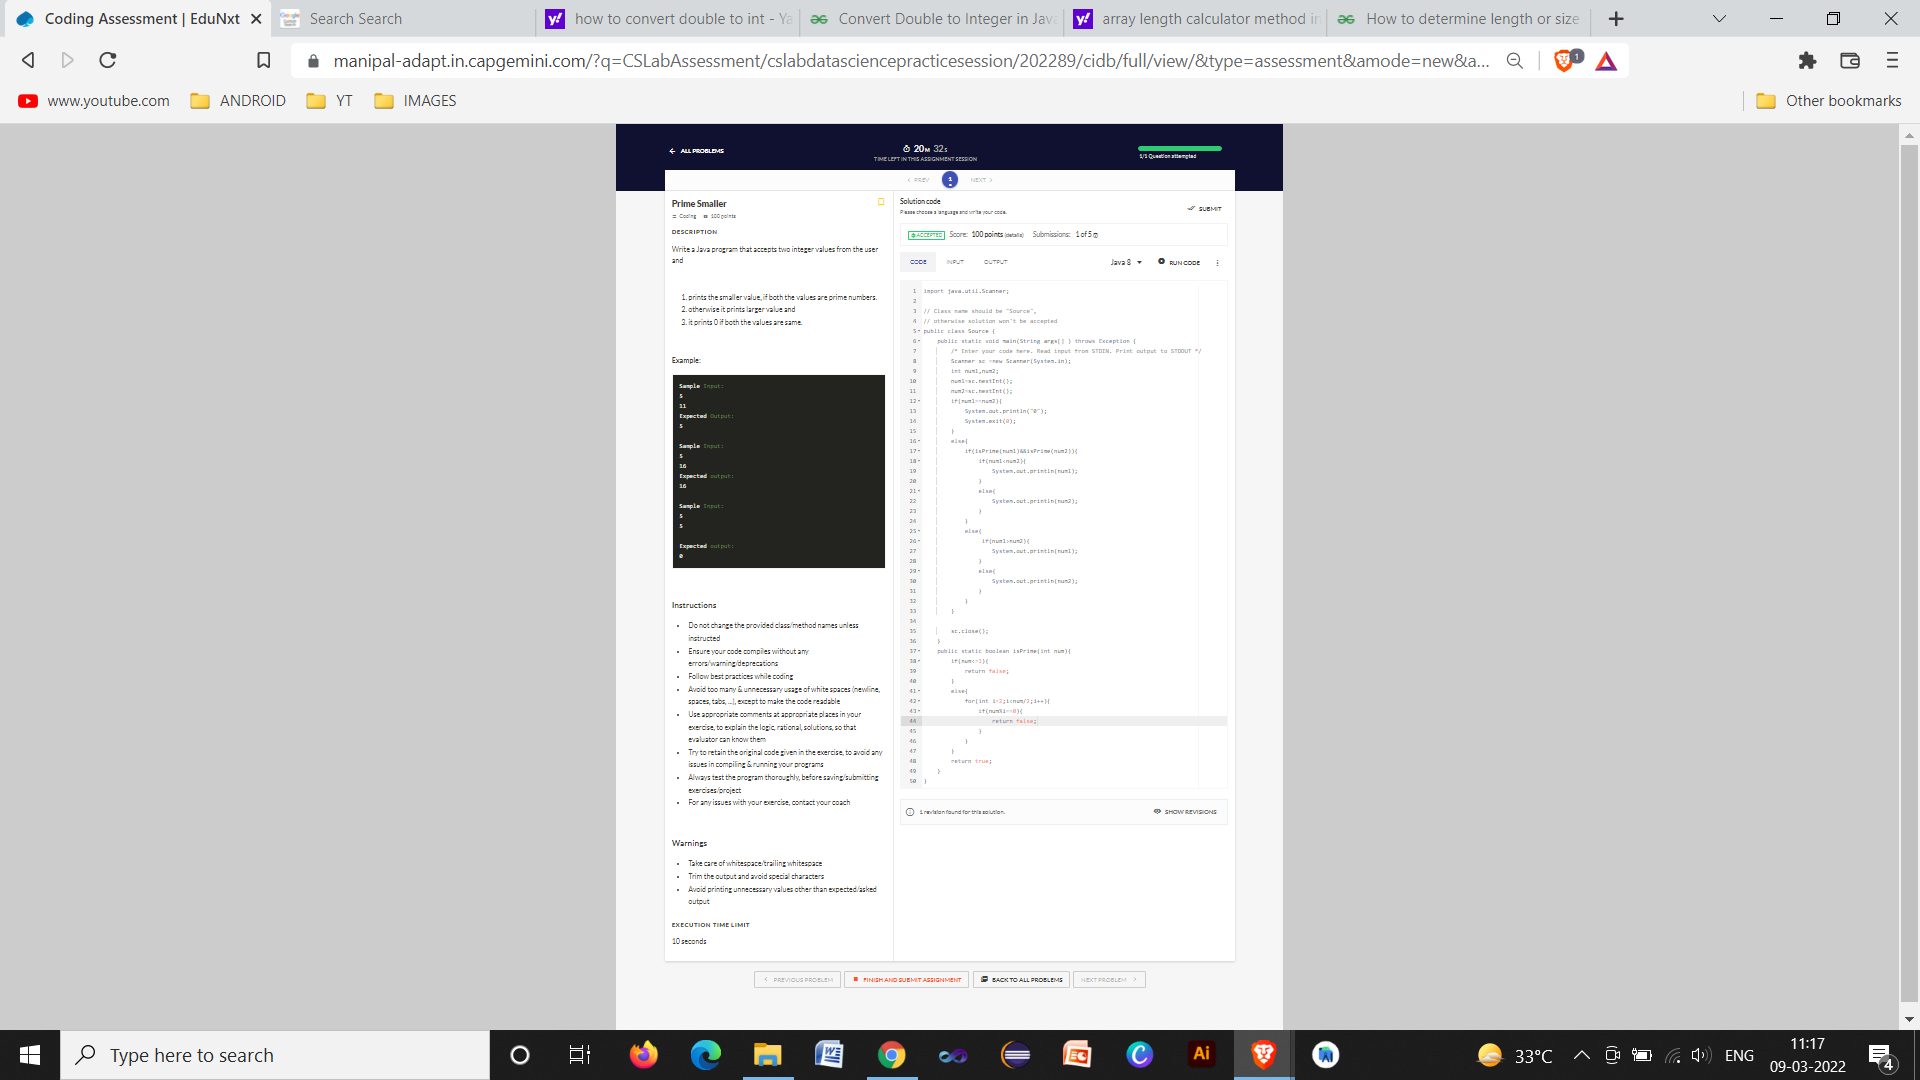 Coding Assessment | EduNxt
Search Search
how to convert double to int - Ya
Convert Double to Integer in Java
array length calculator method in
How to determine length or size
manipal-adapt.in.capgemini.com/?q=CSLabAssessment/cslabdatasciencepracticesession/202289/cidb/full/view/&type=assessment&amode=new&a...
1
www.youtube.com
ANDROID
YT
IMAGES
Other bookmarks
ALL PROBLEMS
20M 32s
TIME LEFT IN THIS ASSIGNMENT SESSION
1/1 Question attempted
PREV
1
NEXT
Prime Smaller
Coding 100 points
DESCRIPTION
Write a Java program that accepts two integer values from the user
and
1. prints the smaller value, if both the values are prime numbers.
2. otherwise it prints larger value and
3. it prints 0 if both the values are same.
Example:
Sample Input:
5
11
Expected Output:
5
Sample Input:
5
16
Expected output:
16
Sample Input:
5
5
Expected output:
0
Instructions
Do not change the provided class/method names unless
instructed
Ensure your code compiles without any
errors/warning/deprecations
Follow best practices while coding
Avoid too many & unnecessary usage of white spaces (newline,
spaces, tabs, ...), except to make the code readable
Use appropriate comments at appropriate places in your
exercise, to explain the logic, rational, solutions, so that
evaluator can know them
Try to retain the original code given in the exercise, to avoid any
issues in compiling & running your programs
Always test the program thoroughly, before saving/submitting
exercises/project
For any issues with your exercise, contact your coach
Warnings
Take care of whitespace/trailing whitespace
Trim the output and avoid special characters
Avoid printing unnecessary values other than expected/asked
output
EXECUTION TIME LIMIT
10 seconds
Solution code
Please choose a language and write your code.
SUBMIT
ACCEPTED Score: 100 points (details) Submissions: 1 of 5
CODE INPUT OUTPUT Java 8 RUN CODE
1 import java.util.Scanner;
2
3 // Class name should be "Source",
4 // otherwise solution won't be accepted
5 public class Source {
6 public static void main(String args[] ) throws Exception {
7 /* Enter your code here. Read input from STDIN. Print output to STDOUT */
8 Scanner sc =new Scanner(System.in);
9 int num1,num2;
10 num1=sc.nextInt();
11 num2=sc.nextInt();
12 if(num1==num2){
13 System.out.println("0");
14 System.exit(0);
15 }
16 else{
17 if(isPrime(num1)&&isPrime(num2)){
18 if(num1<num2){
19 System.out.println(num1);
20 }
21 else{
22 System.out.println(num2);
23 }
24 }
25 else{
26 if(num1>num2){
27 System.out.println(num1);
28 }
29 else{
30 System.out.println(num2);
31 }
32 }
33 }
34
35 sc.close();
36 }
37 public static boolean isPrime(int num){
38 if(num<=1){
39 return false;
40 }
41 else{
42 for(int i=2;i<num/2;i++){
43 if(num%i==0){
44 return false;
45 }
46 }
47 }
48 return true;
49 }
50 }
1 revision found for this solution.
SHOW REVISIONS
PREVIOUS PROBLEM
FINISH AND SUBMIT ASSIGNMENT
BACK TO ALL PROBLEMS
NEXT PROBLEM
Type here to search
Ai
33°C
ENG
11:17
09-03-2022
4